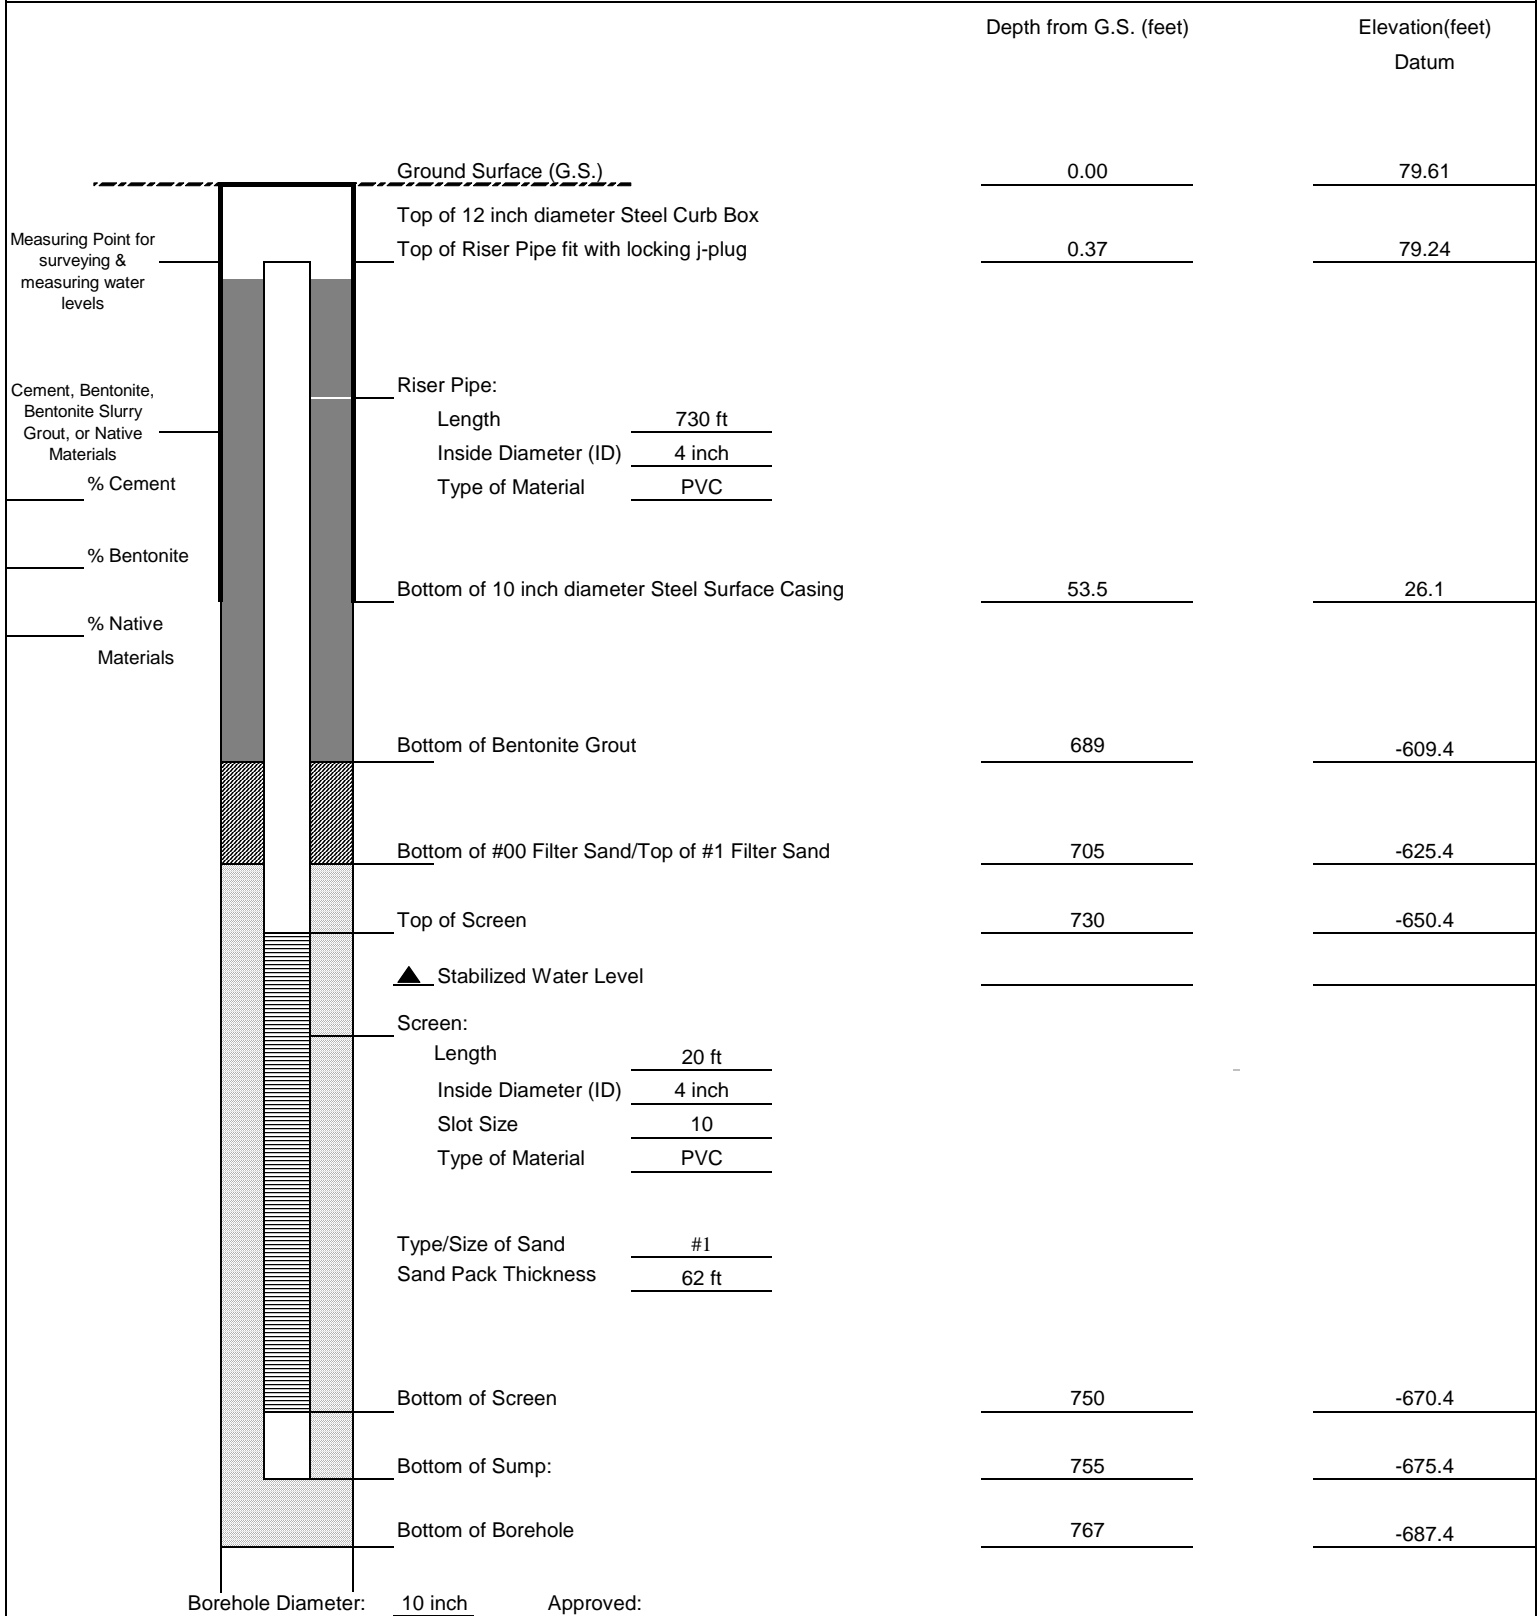 Depth from G.S. (feet) Elevation(feet)
Datum
Ground Surface (G.S.) 0.00 79.61
Top of 12 inch diameter Steel Curb Box
Measuring Point for
surveying &
measuring water
levels
Top of Riser Pipe fit with locking j-plug 0.37 79.24
Cement, Bentonite,
Bentonite Slurry
Grout, or Native
Materials
Riser Pipe:
Length 730 ft
Inside Diameter (ID) 4 inch
Type of Material PVC
% Cement
% Bentonite
Bottom of 10 inch diameter Steel Surface Casing 53.5 26.1
% Native
Materials
Bottom of Bentonite Grout 689 -609.4
Bottom of #00 Filter Sand/Top of #1 Filter Sand 705 -625.4
Top of Screen 730 -650.4
Stabilized Water Level
Screen:
Length 20 ft
Inside Diameter (ID) 4 inch
Slot Size 10
Type of Material PVC
Type/Size of Sand #1
Sand Pack Thickness 62 ft
Bottom of Screen 750 -670.4
Bottom of Sump: 755 -675.4
Bottom of Borehole 767 -687.4
Borehole Diameter: 10 inch Approved: